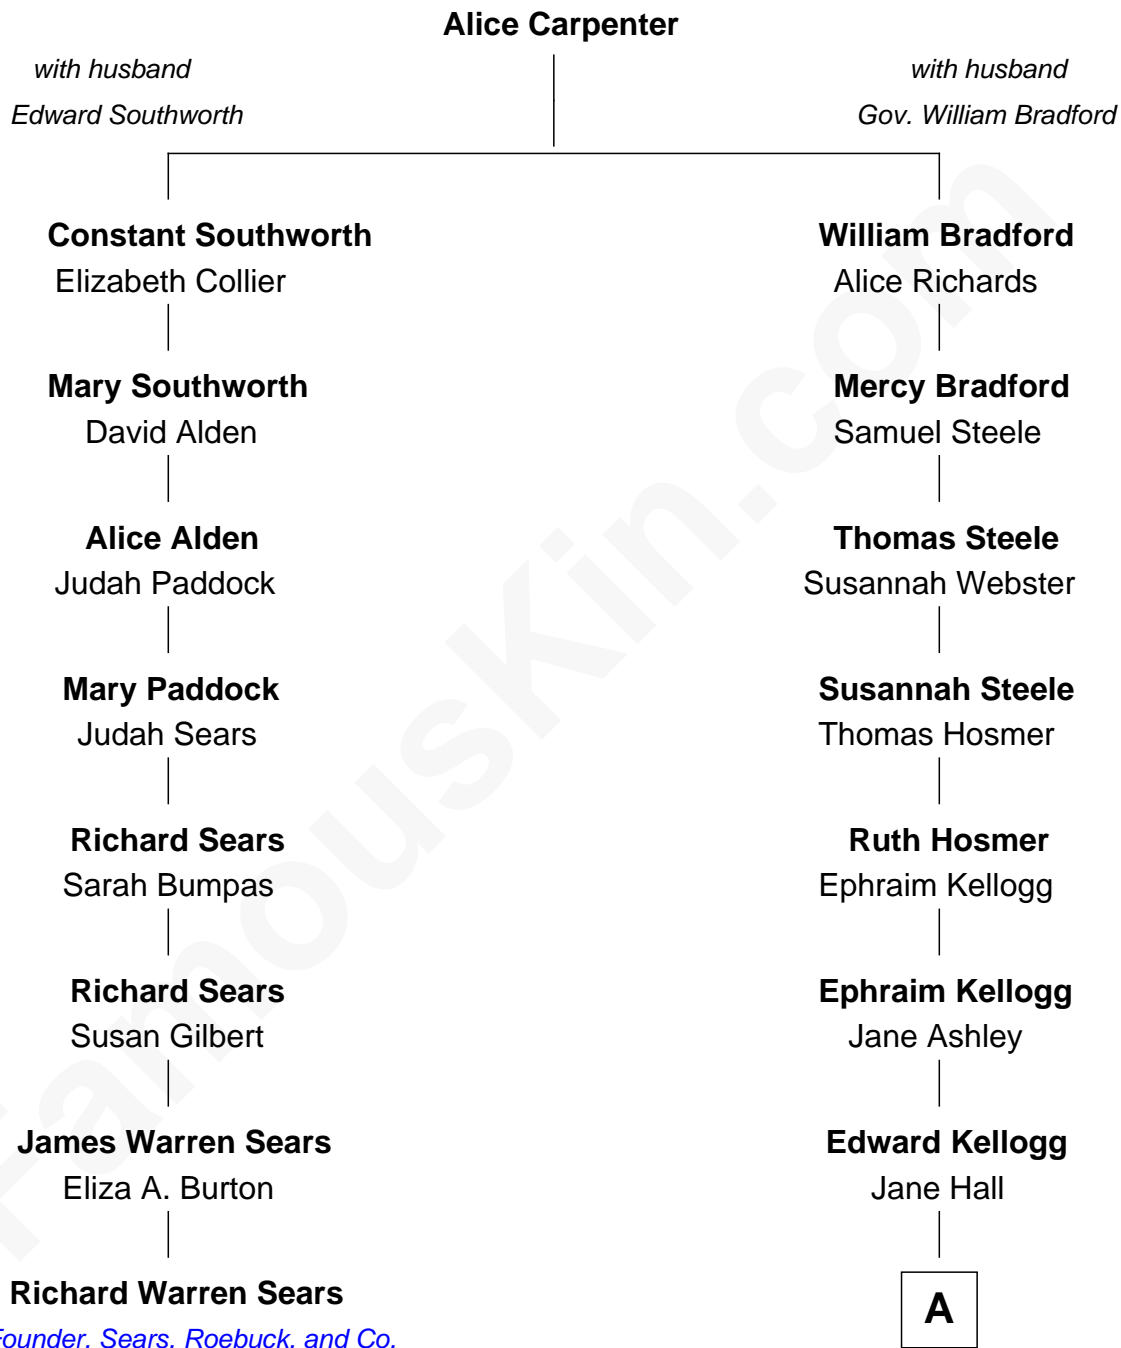 Alice Carpenter
with husband
Edward Southworth
with husband
Gov. William Bradford
Constant Southworth
Elizabeth Collier
William Bradford
Alice Richards
Mary Southworth
David Alden
Mercy Bradford
Samuel Steele
Alice Alden
Judah Paddock
Thomas Steele
Susannah Webster
Mary Paddock
Judah Sears
Susannah Steele
Thomas Hosmer
Richard Sears
Sarah Bumpas
Ruth Hosmer
Ephraim Kellogg
Richard Sears
Susan Gilbert
Ephraim Kellogg
Jane Ashley
James Warren Sears
Eliza A. Burton
Edward Kellogg
Jane Hall
Richard Warren Sears
Founder, Sears, Roebuck, and Co.
A
FamousKin.com